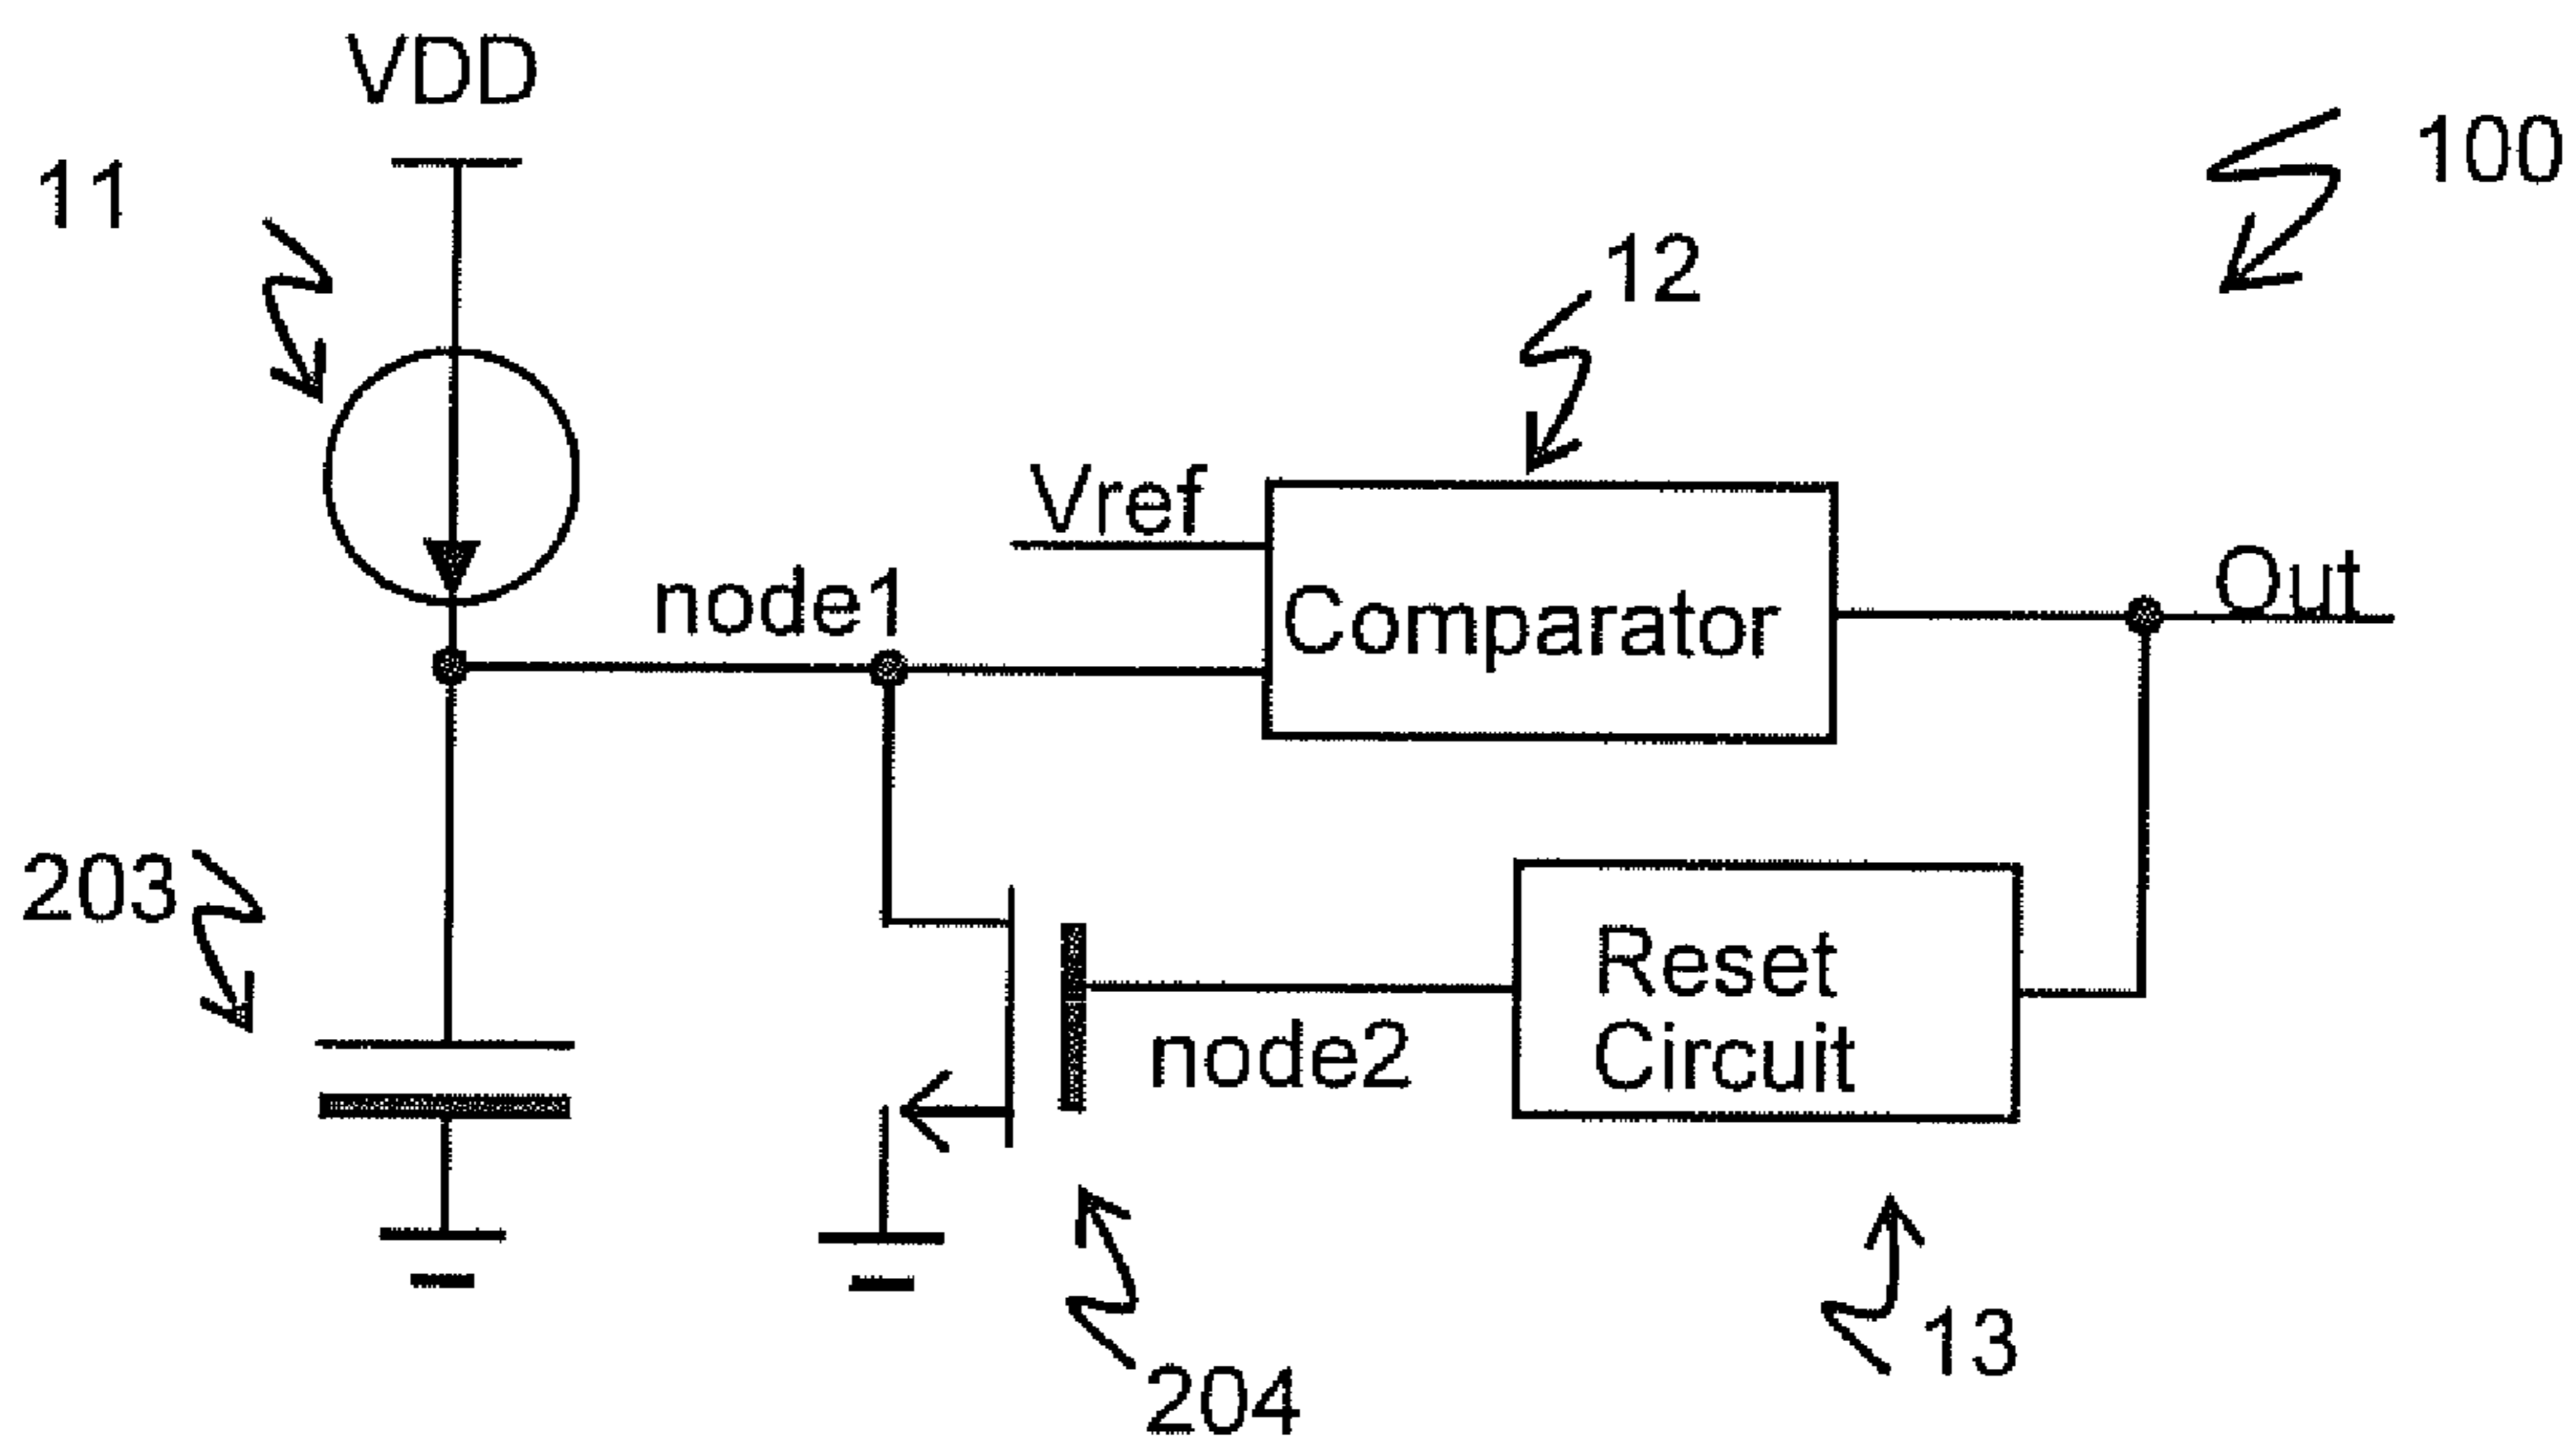 VDD
11
100
12
Vref
node1
Comparator
Out
203
Reset
Circuit
node2
204
13